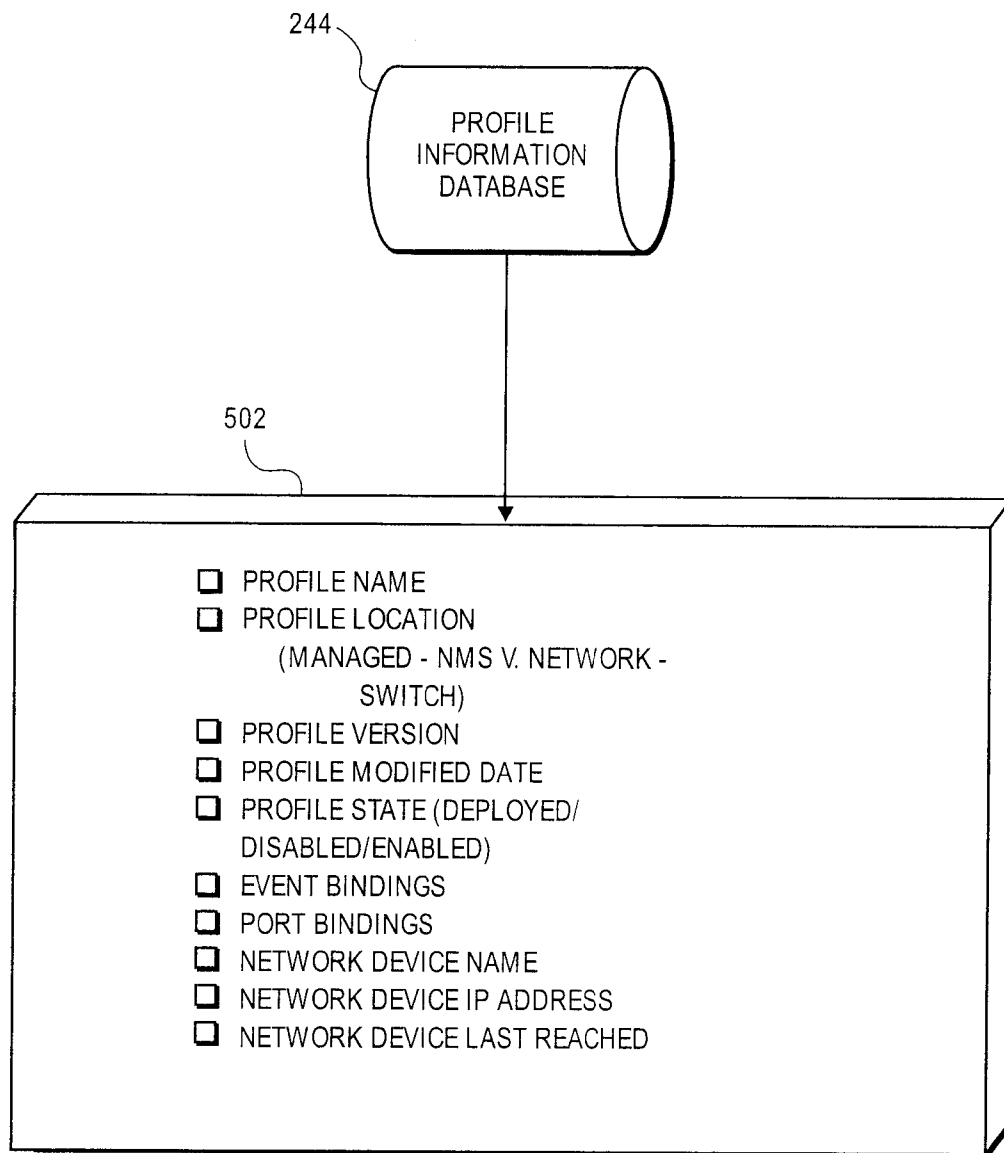 244
PROFILE
INFORMATION
DATABASE
502
PROFILE NAME
PROFILE LOCATION
(MANAGED - NMS V. NETWORK -
SWITCH)
PROFILE VERSION
PROFILE MODIFIED DATE
PROFILE STATE (DEPLOYED/
DISABLED/ENABLED)
EVENT BINDINGS
PORT BINDINGS
NETWORK DEVICE NAME
NETWORK DEVICE IP ADDRESS
NETWORK DEVICE LAST REACHED